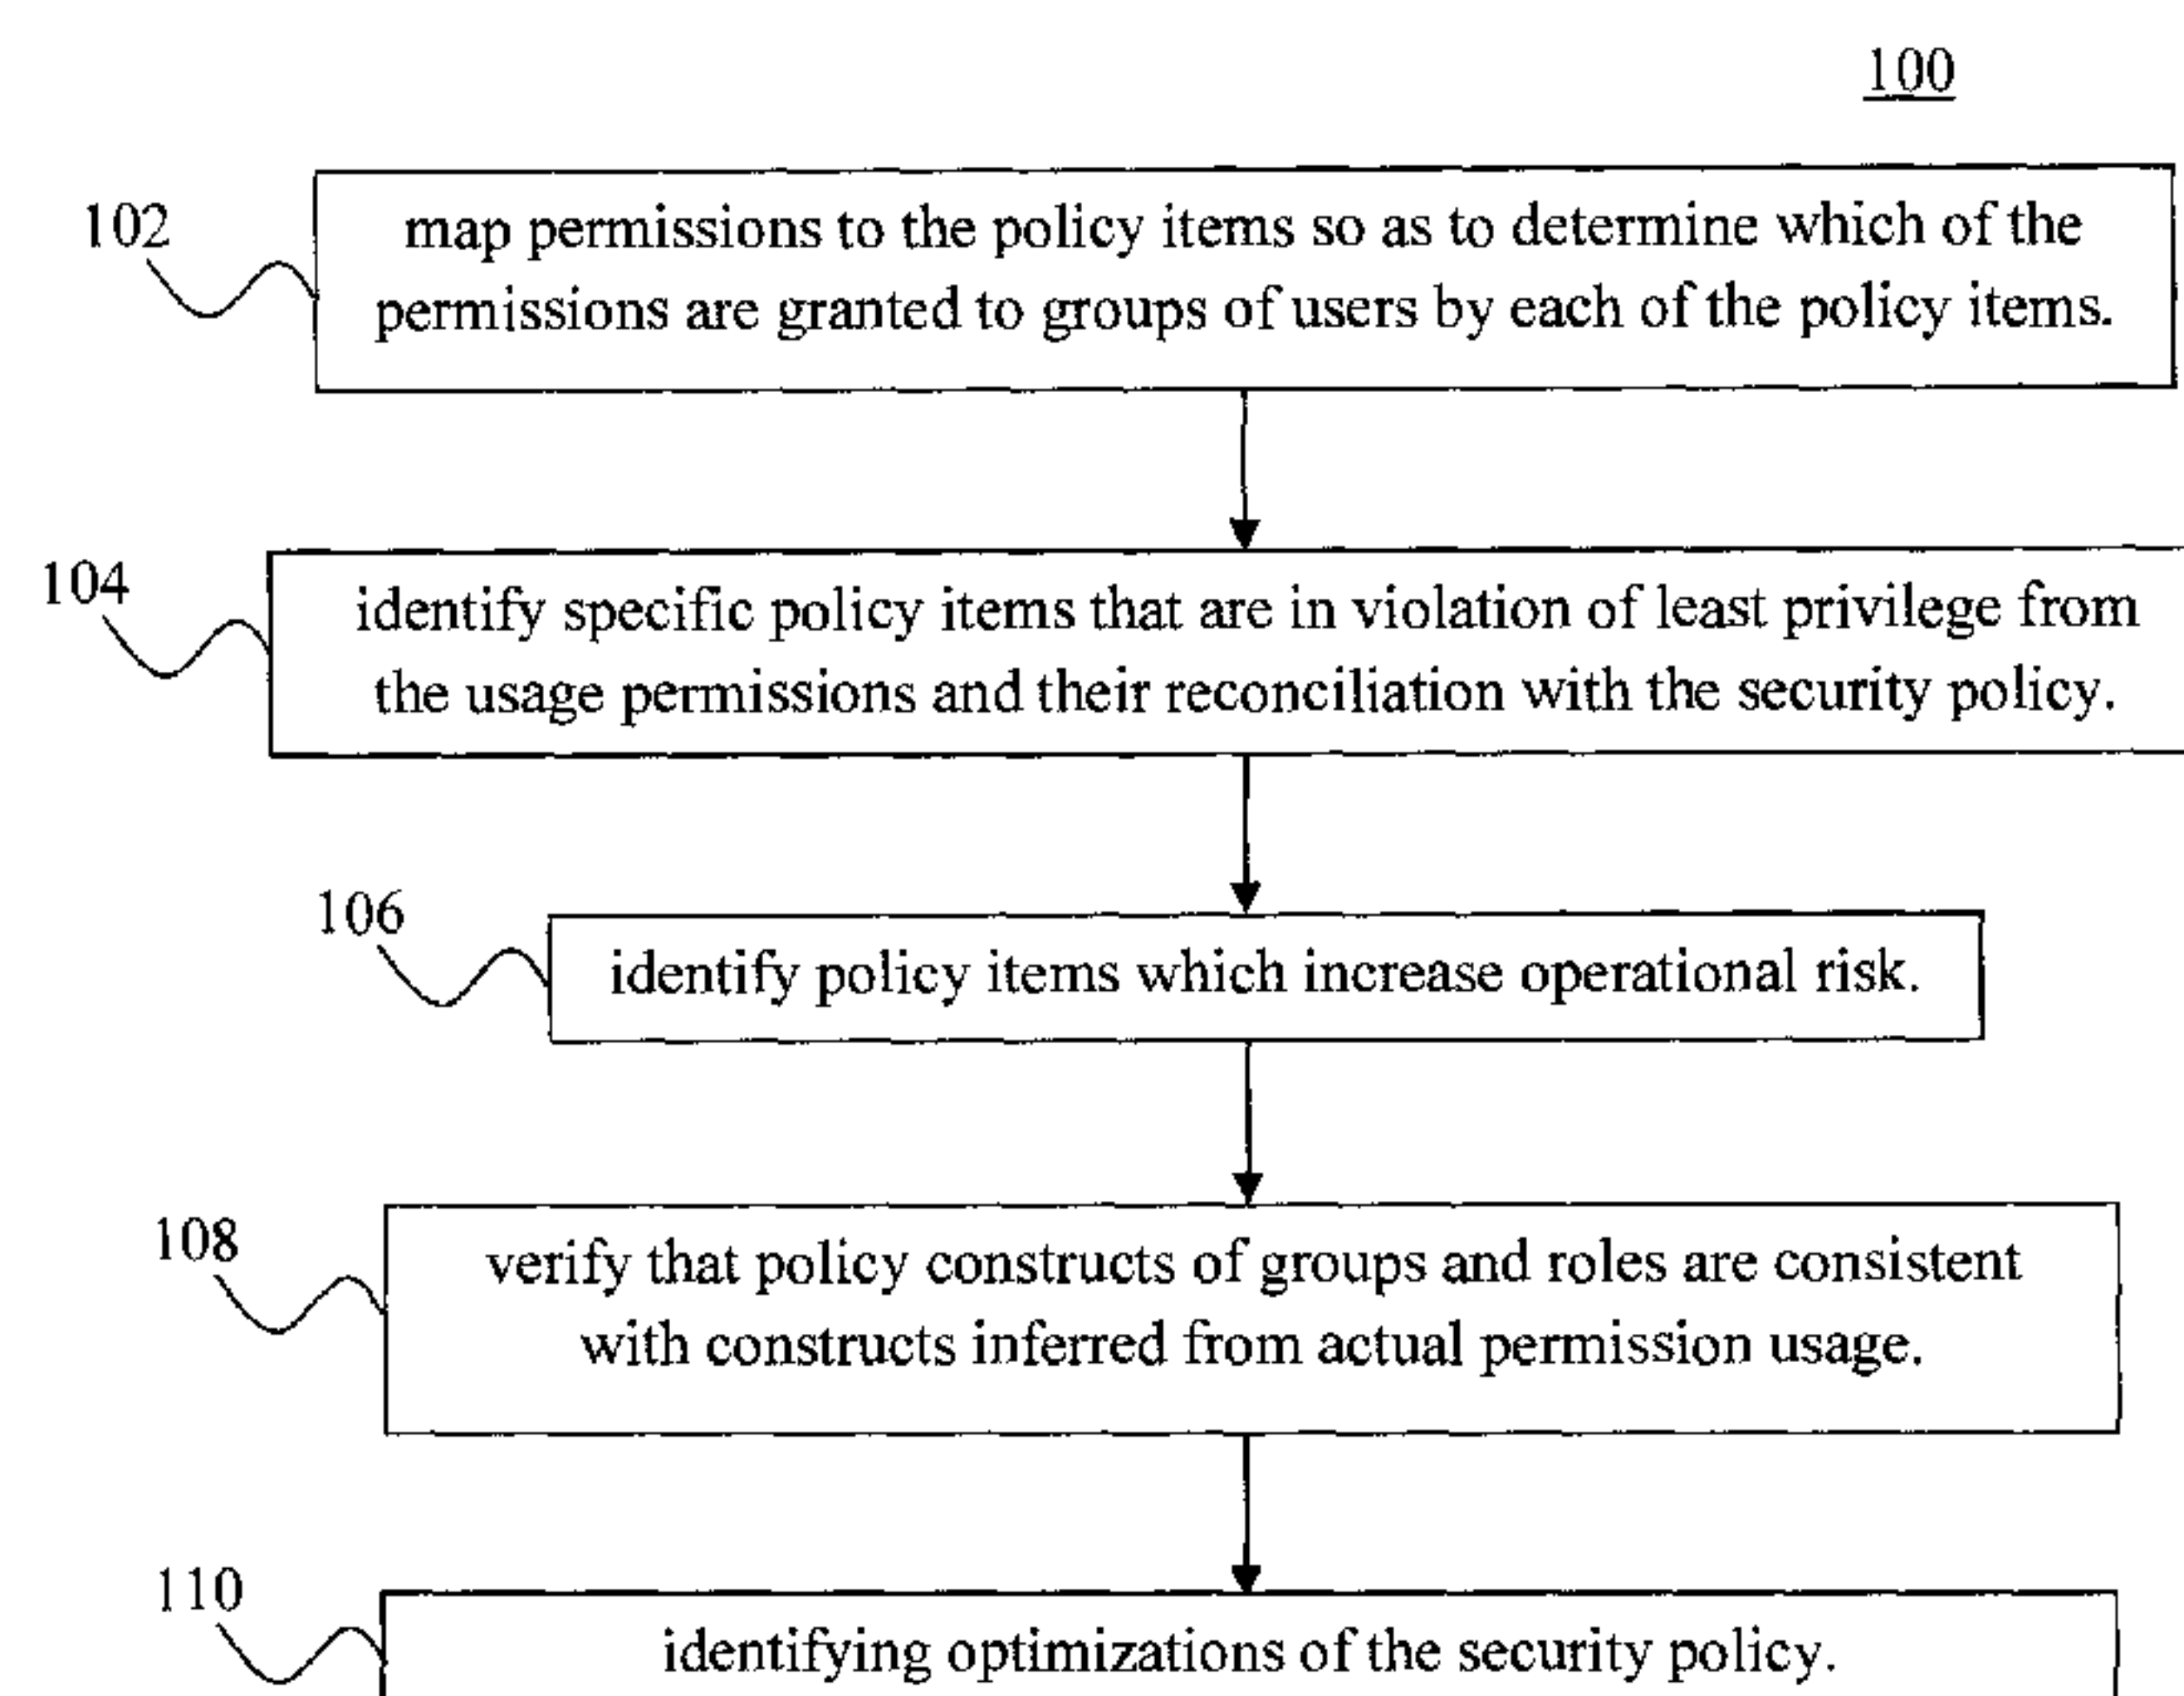 100
102
map permissions to the policy items so as to determine which of the
permissions are granted to groups of users by each of the policy items.
104
identify specific policy items that are in violation of least privilege from
the usage permissions and their reconciliation with the security policy.
106
identify policy items which increase operational risk.
108
verify that policy constructs of groups and roles are consistent
with constructs inferred from actual permission usage.
110
identifying optimizations of the security policy.